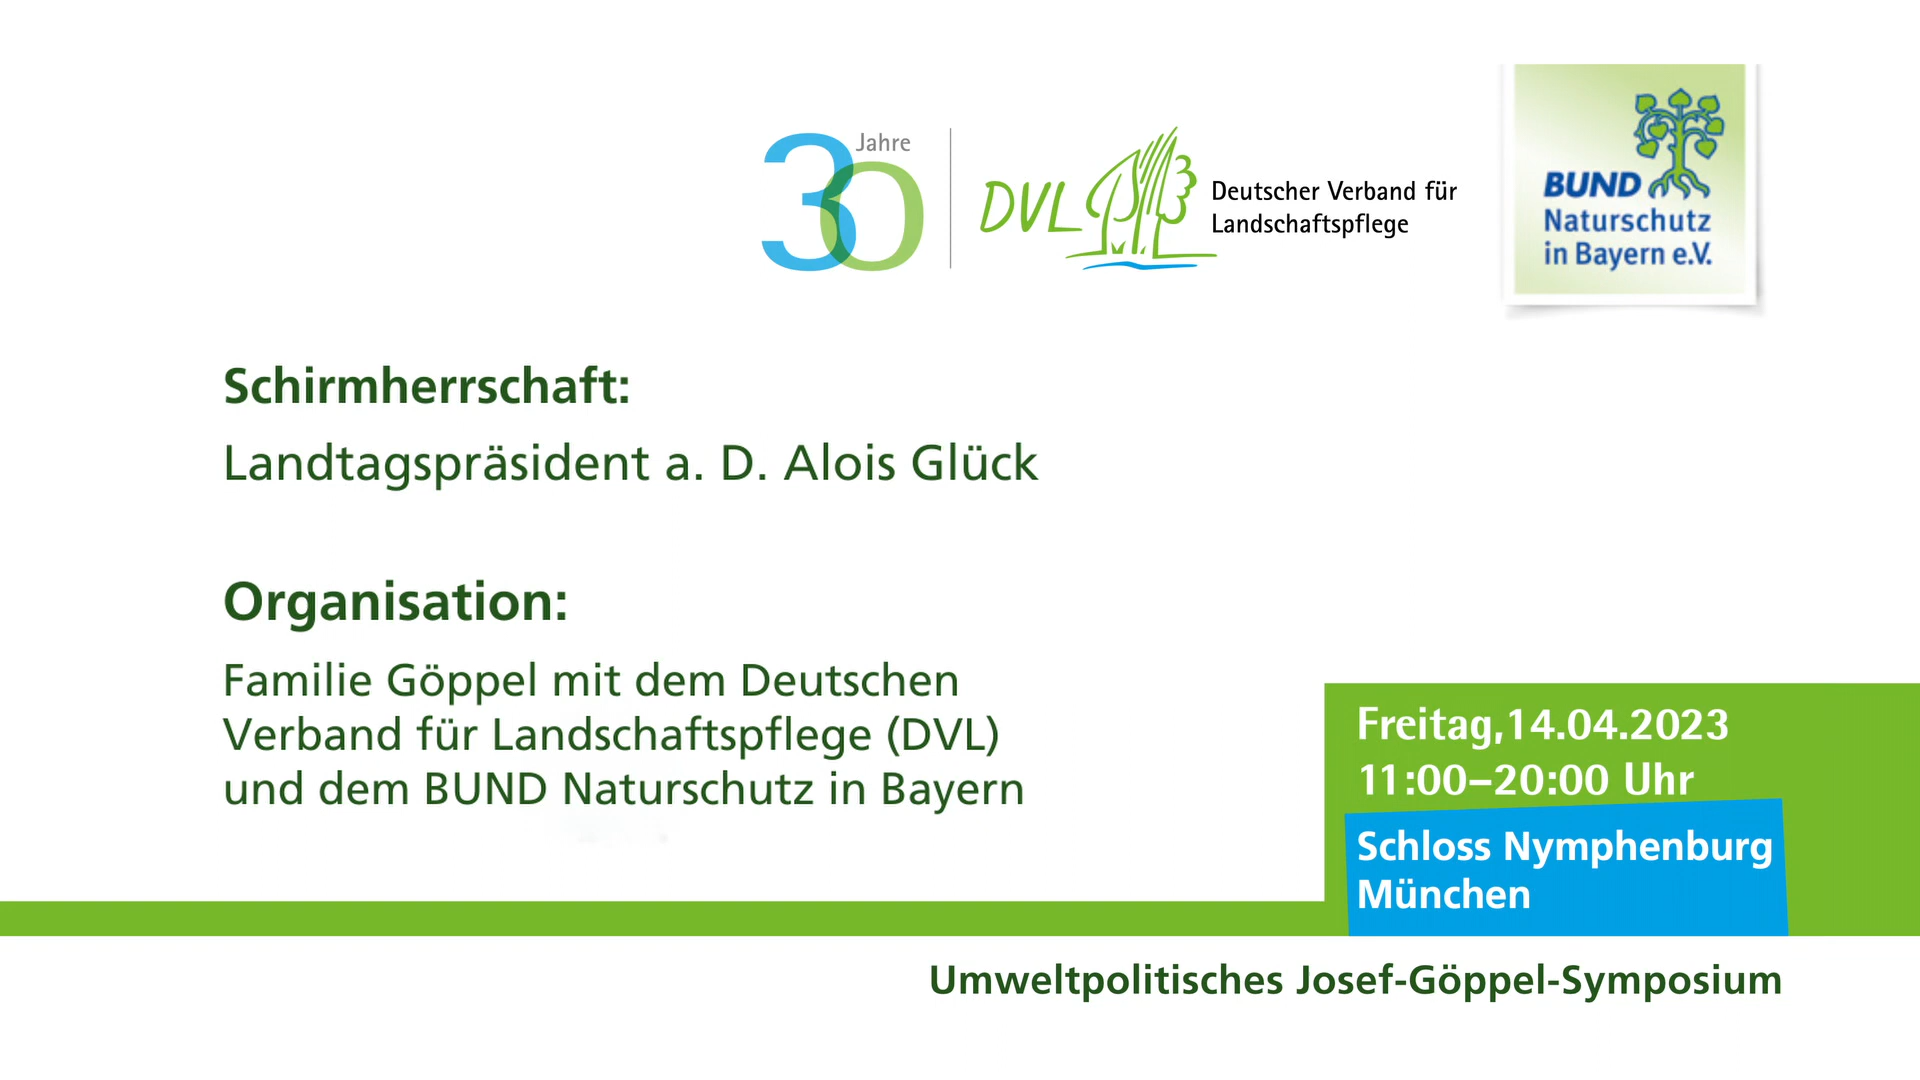 30 Jahre
DVL
Deutscher Verband für
Landschaftspflege
BUND
Naturschutz
in Bayern e.V.
Schirmherrschaft:
Landtagspräsident a. D. Alois Glück
Organisation:
Familie Göppel mit dem Deutschen
Verband für Landschaftspflege (DVL)
und dem BUND Naturschutz in Bayern
Freitag,14.04.2023
11:00–20:00 Uhr
Schloss Nymphenburg
München
Umweltpolitisches Josef-Göppel-Symposium